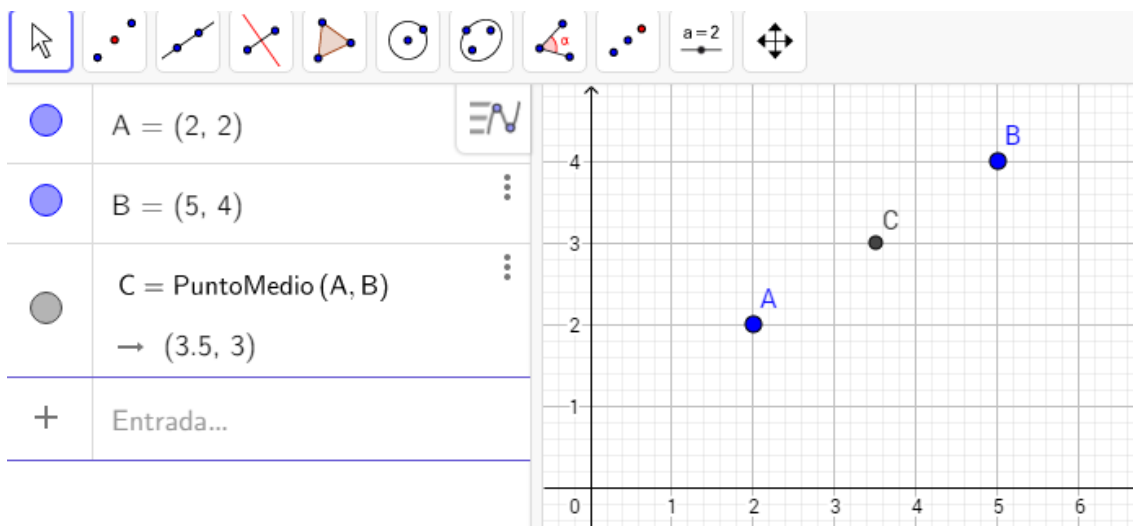 α
a=2
A = (2, 2)
B = (5, 4)
C = PuntoMedio (A, B)
→ (3.5, 3)
+ Entrada...
B
4
C
3
A
2
1
0 1 2 3 4 5 6